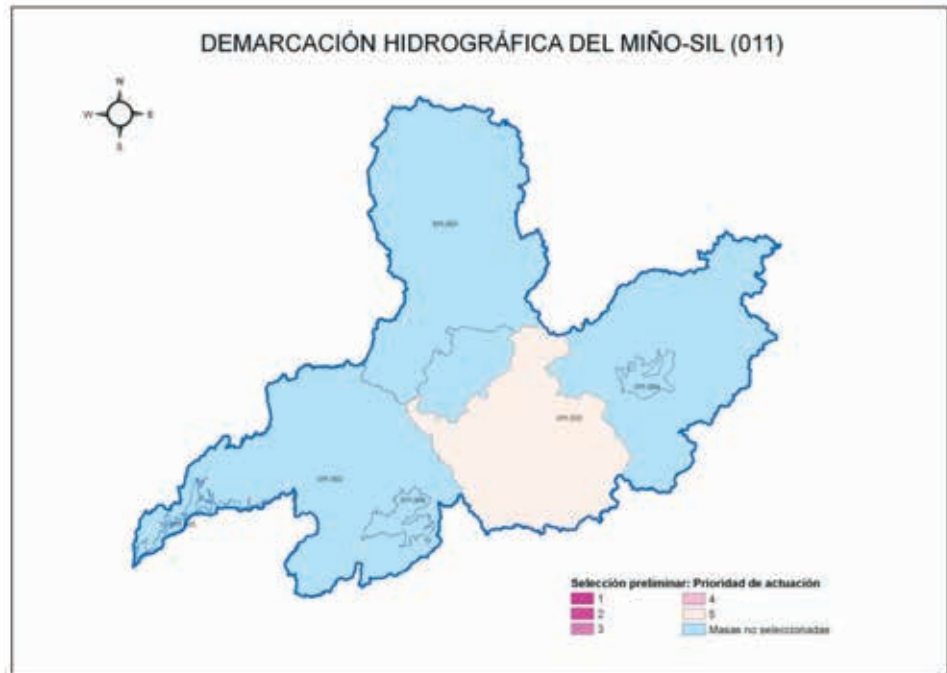 DEMARCACIÓN HIDROGRÁFICA DEL MIÑO-SIL (011)
N
W E
S
Selección preliminar: Prioridad de actuación
1 4
2 5
3 Masas no seleccionadas